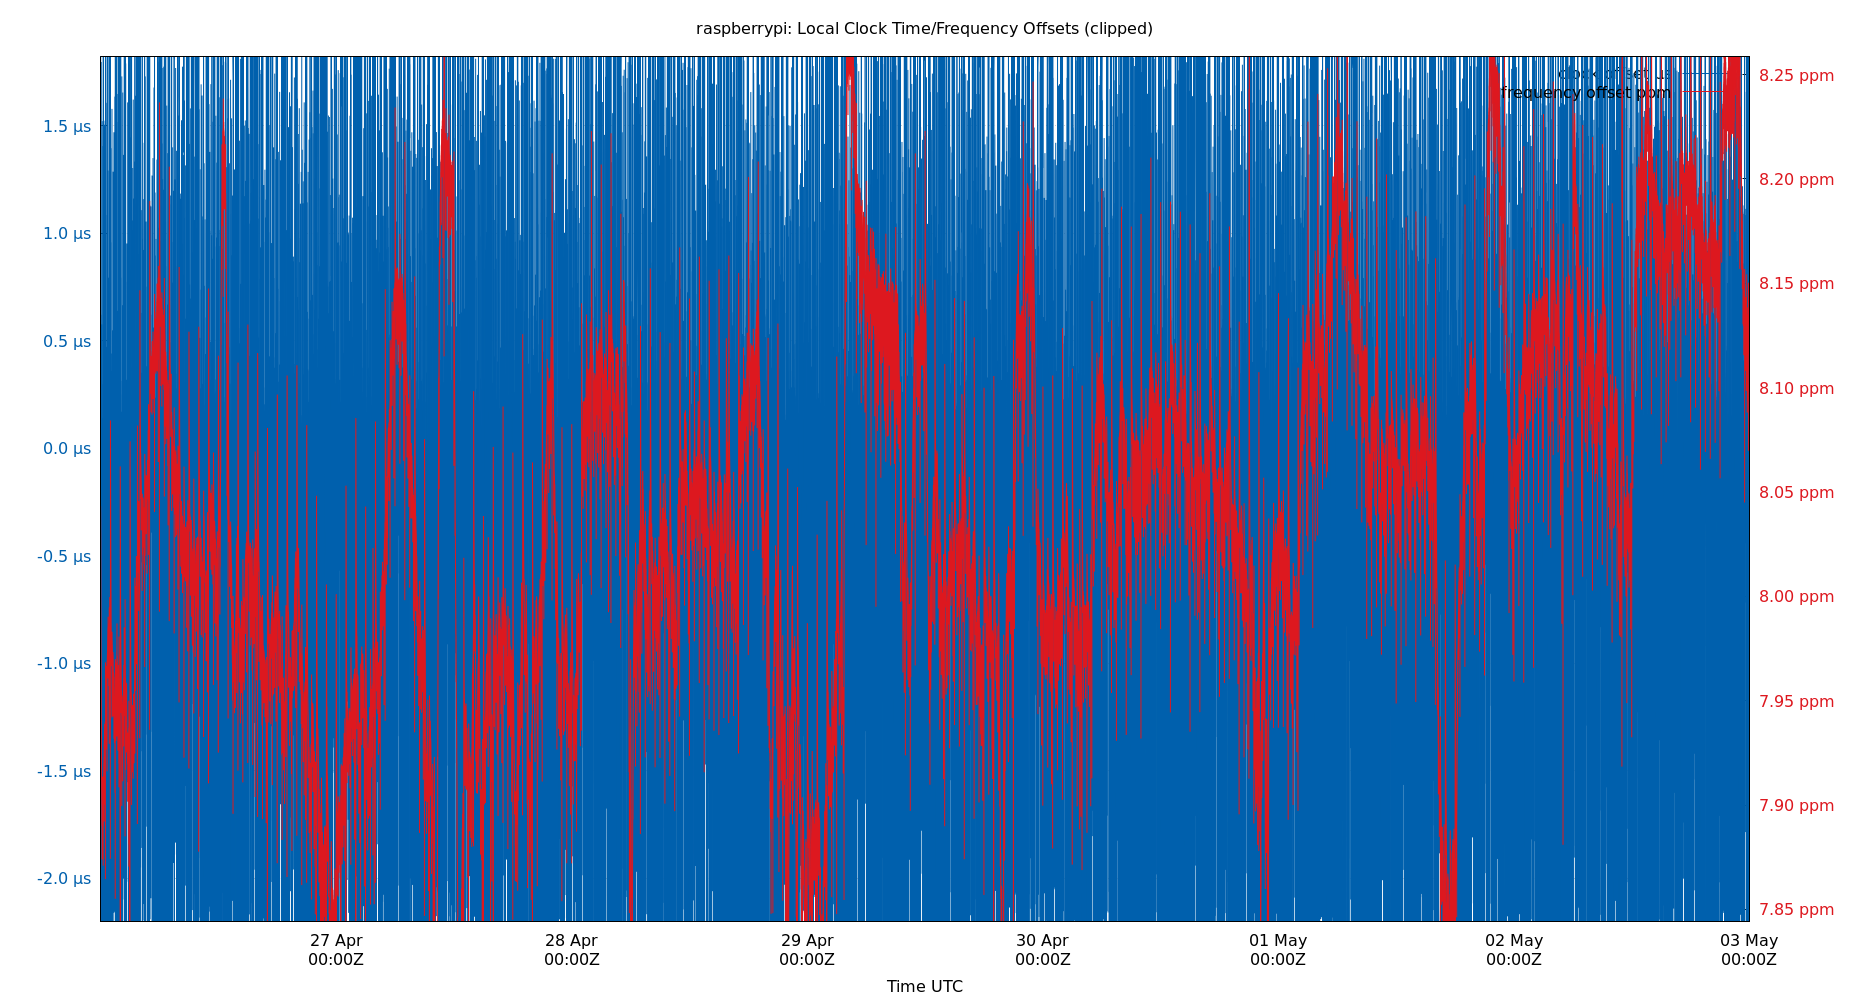 raspberrypi: Local Clock Time/Frequency Offsets (clipped)
clock offset µs
frequency offset ppm
1.5 µs
1.0 µs
0.5 µs
0.0 µs
-0.5 µs
-1.0 µs
-1.5 µs
-2.0 µs
8.25 ppm
8.20 ppm
8.15 ppm
8.10 ppm
8.05 ppm
8.00 ppm
7.95 ppm
7.90 ppm
7.85 ppm
27 Apr 28 Apr 29 Apr 30 Apr 01 May 02 May 03 May
00:00Z 00:00Z 00:00Z 00:00Z 00:00Z 00:00Z 00:00Z
Time UTC